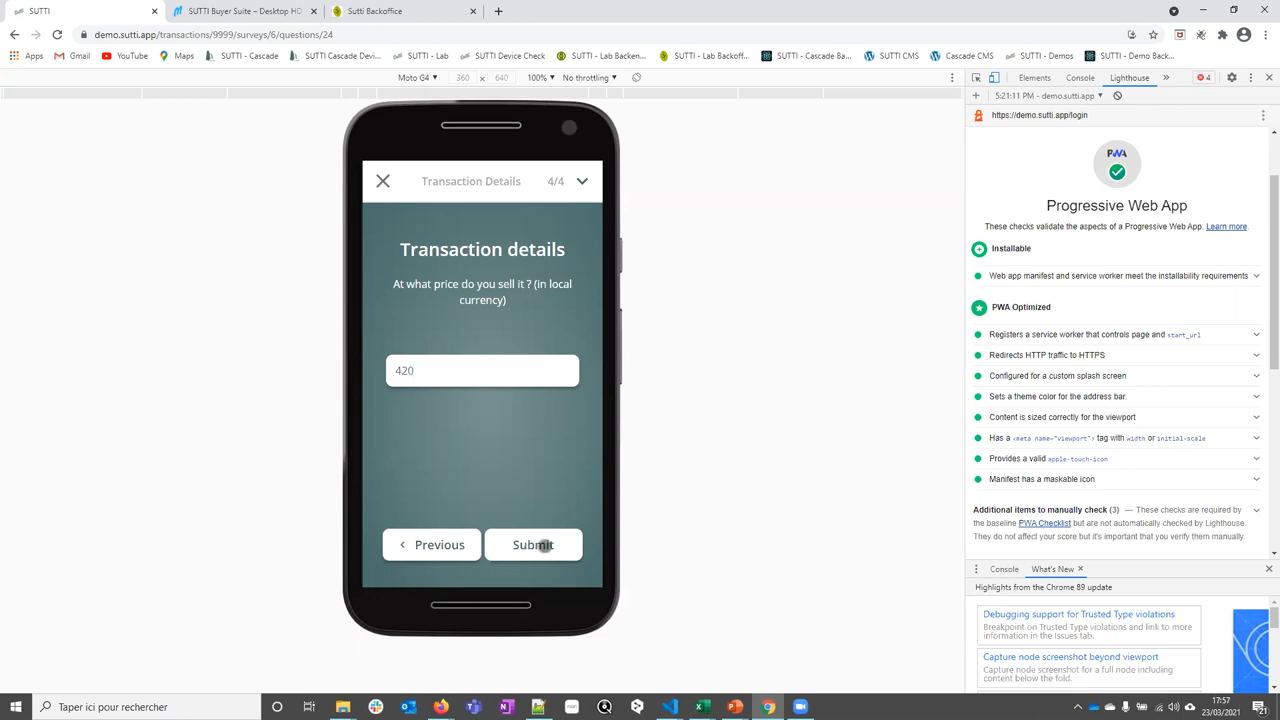 SUTTI
SUTTI Buyer Suite – Desktop HD
Sutti Backoffice
demo.sutti.app/transactions/9999/surveys/6/questions/24
Apps
Gmail
YouTube
Maps
SUTTI - Cascade
SUTTI Cascade Devi...
SUTTI - Lab
SUTTI Device Check
SUTTI - Lab Backen...
SUTTI - Lab Backoff...
SUTTI - Cascade Ba...
SUTTI CMS
Cascade CMS
SUTTI - Demos
SUTTI - Demo Back...
Moto G4 ▼ 360 × 640 100% ▼ No throttling ▼
Elements
Console
Lighthouse
»
4
5:21:11 PM - demo.sutti.app ▼
https://demo.sutti.app/login
PWA
Progressive Web App
These checks validate the aspects of a Progressive Web App. Learn more.
Installable
Web app manifest and service worker meet the installability requirements
PWA Optimized
Registers a service worker that controls page and start_url
Redirects HTTP traffic to HTTPS
Configured for a custom splash screen
Sets a theme color for the address bar.
Content is sized correctly for the viewport
Has a <meta name="viewport"> tag with width or initial-scale
Provides a valid apple-touch-icon
Manifest has a maskable icon
Additional items to manually check (3) — These checks are required by
the baseline PWA Checklist but are not automatically checked by Lighthouse.
They do not affect your score but it's important that you verify them manually.
Console
What's New
Highlights from the Chrome 89 update
Debugging support for Trusted Type violations
Breakpoint on Trusted Type violations and link to more
information in the Issues tab.
Capture node screenshot beyond viewport
Capture node screenshot for a full node including
content below the fold.
Transaction Details 4/4
Transaction details
At what price do you sell it ? (in local
currency)
420
Previous
Submit
Taper ici pour rechercher
17:57
23/03/2021